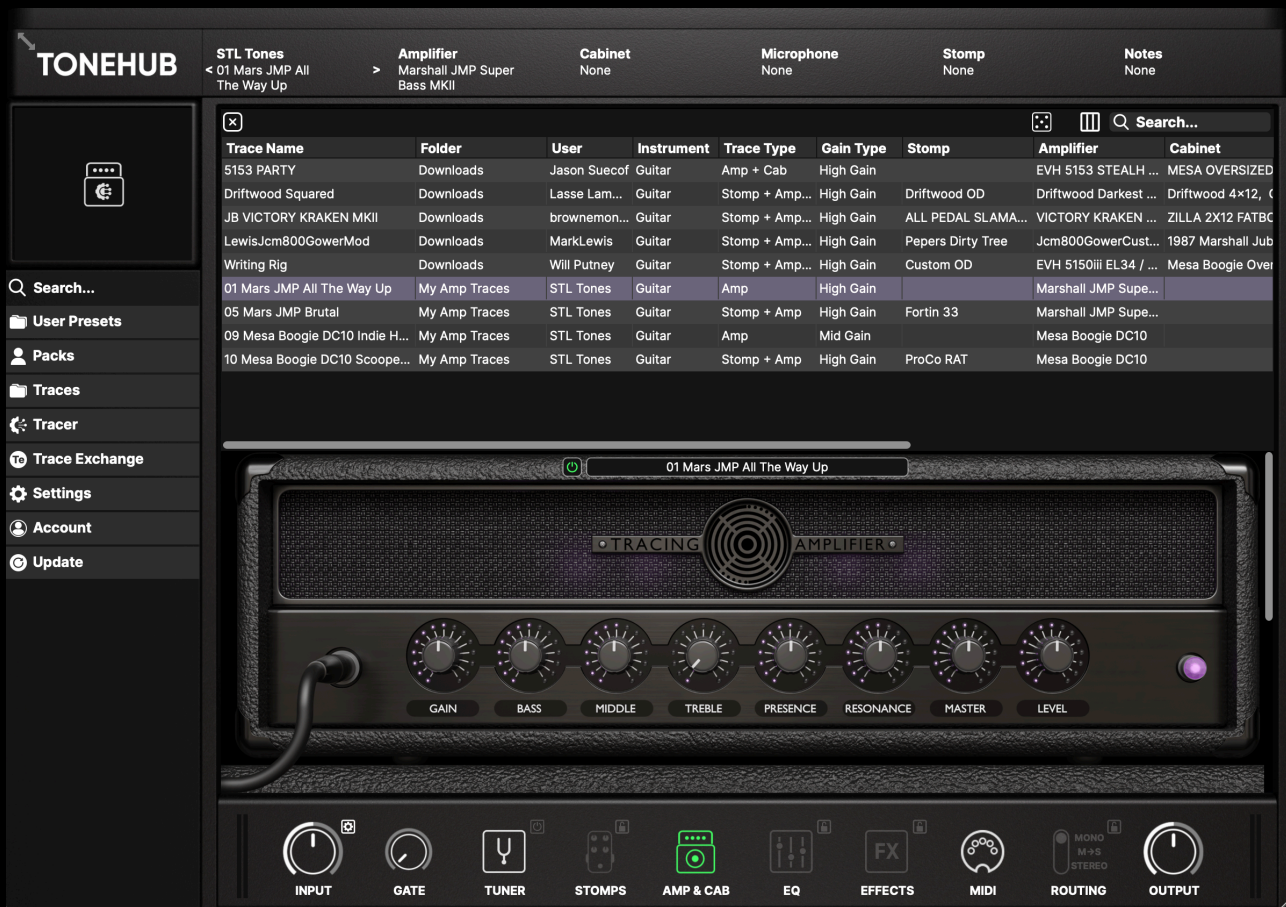 TONEHUB
STL Tones
< 01 Mars JMP All
The Way Up
>
Amplifier
Marshall JMP Super
Bass MKII
Cabinet
None
Microphone
None
Stomp
None
Notes
None
Search...
User Presets
Packs
Traces
Tracer
Te Trace Exchange
Settings
Account
Update
Search...
Trace Name Folder User Instrument Trace Type Gain Type Stomp Amplifier Cabinet
5153 PARTY Downloads Jason Suecof Guitar Amp + Cab High Gain EVH 5153 STEALH ... MESA OVERSIZED
Driftwood Squared Downloads Lasse Lam... Guitar Stomp + Amp... High Gain Driftwood OD Driftwood Darkest ... Driftwood 4x12,
JB VICTORY KRAKEN MKII Downloads brownemon... Guitar Stomp + Amp... High Gain ALL PEDAL SLAMA... VICTORY KRAKEN ... ZILLA 2X12 FATBO
LewisJcm800GowerMod Downloads MarkLewis Guitar Stomp + Amp... High Gain Pepers Dirty Tree Jcm800GowerCust... 1987 Marshall Jub
Writing Rig Downloads Will Putney Guitar Stomp + Amp... High Gain Custom OD EVH 5150iii EL34 / ... Mesa Boogie Over
01 Mars JMP All The Way Up My Amp Traces STL Tones Guitar Amp High Gain Marshall JMP Supe...
05 Mars JMP Brutal My Amp Traces STL Tones Guitar Stomp + Amp High Gain Fortin 33 Marshall JMP Supe...
09 Mesa Boogie DC10 Indie H... My Amp Traces STL Tones Guitar Amp Mid Gain Mesa Boogie DC10
10 Mesa Boogie DC10 Scoope... My Amp Traces STL Tones Guitar Stomp + Amp High Gain ProCo RAT Mesa Boogie DC10
01 Mars JMP All The Way Up
TRACING AMPLIFIER
GAIN BASS MIDDLE TREBLE PRESENCE RESONANCE MASTER LEVEL
FX
MONO
M→S
STEREO
INPUT GATE TUNER STOMPS AMP & CAB EQ EFFECTS MIDI ROUTING OUTPUT